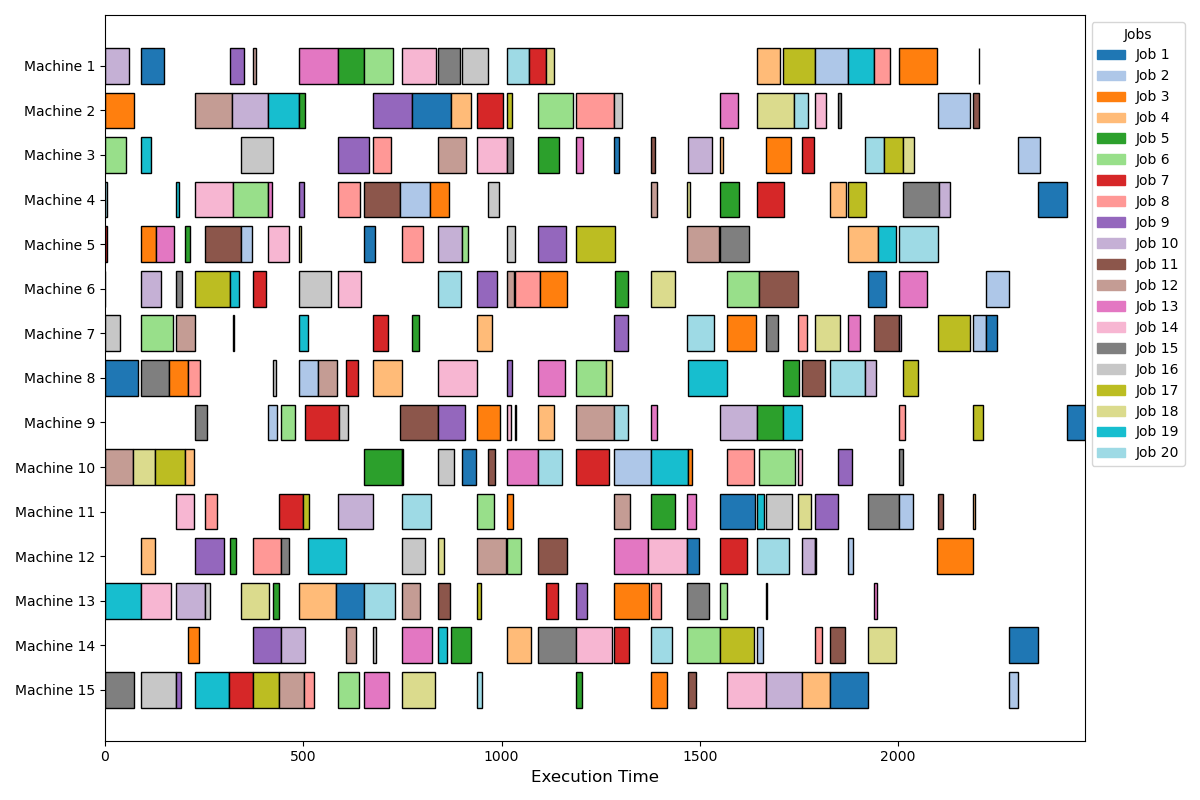 Machine 1
Machine 2
Machine 3
Machine 4
Machine 5
Machine 6
Machine 7
Machine 8
Machine 9
Machine 10
Machine 11
Machine 12
Machine 13
Machine 14
Machine 15
0
500
1000
1500
2000
Execution Time
Jobs
Job 1
Job 2
Job 3
Job 4
Job 5
Job 6
Job 7
Job 8
Job 9
Job 10
Job 11
Job 12
Job 13
Job 14
Job 15
Job 16
Job 17
Job 18
Job 19
Job 20